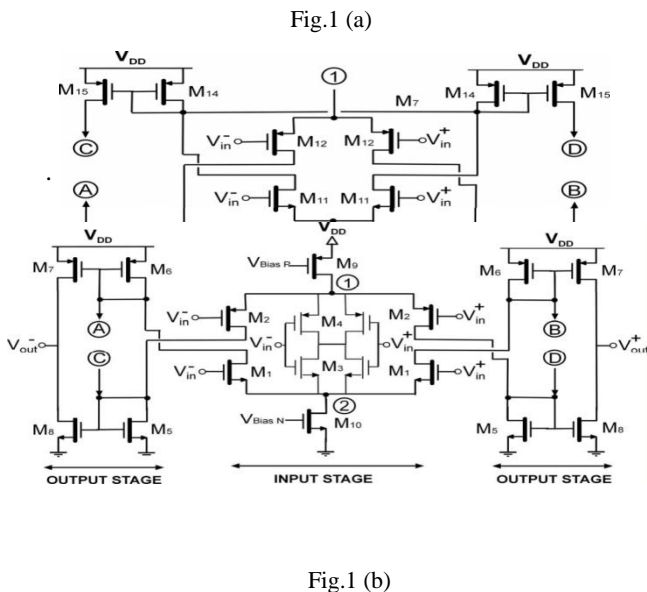 Fig.1 (a)
VDD VDD
M15 M14 1 M7 M14 M15
Vin- M12 M12 Vin+
C D
A Vin- M11 M11 Vin+ B
VDD VDD VDD
M7 M6 VBias P M9 M6 M7
1
A Vin- M2 M4 M2 Vin+ B
Vout- C Vin- Vin+ D Vout+
Vin- M1 M3 M1 Vin+
2
M8 M5 VBias N M10 M5 M8
OUTPUT STAGE INPUT STAGE OUTPUT STAGE
Fig.1 (b)